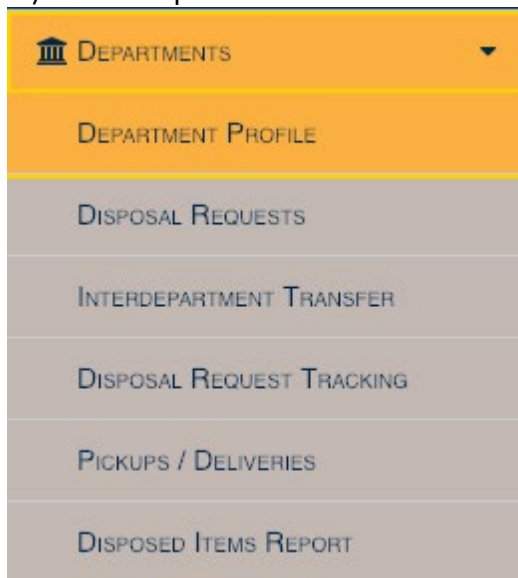 DEPARTMENTS
DEPARTMENT PROFILE
DISPOSAL REQUESTS
INTERDEPARTMENT TRANSFER
DISPOSAL REQUEST TRACKING
PICKUPS / DELIVERIES
DISPOSED ITEMS REPORT